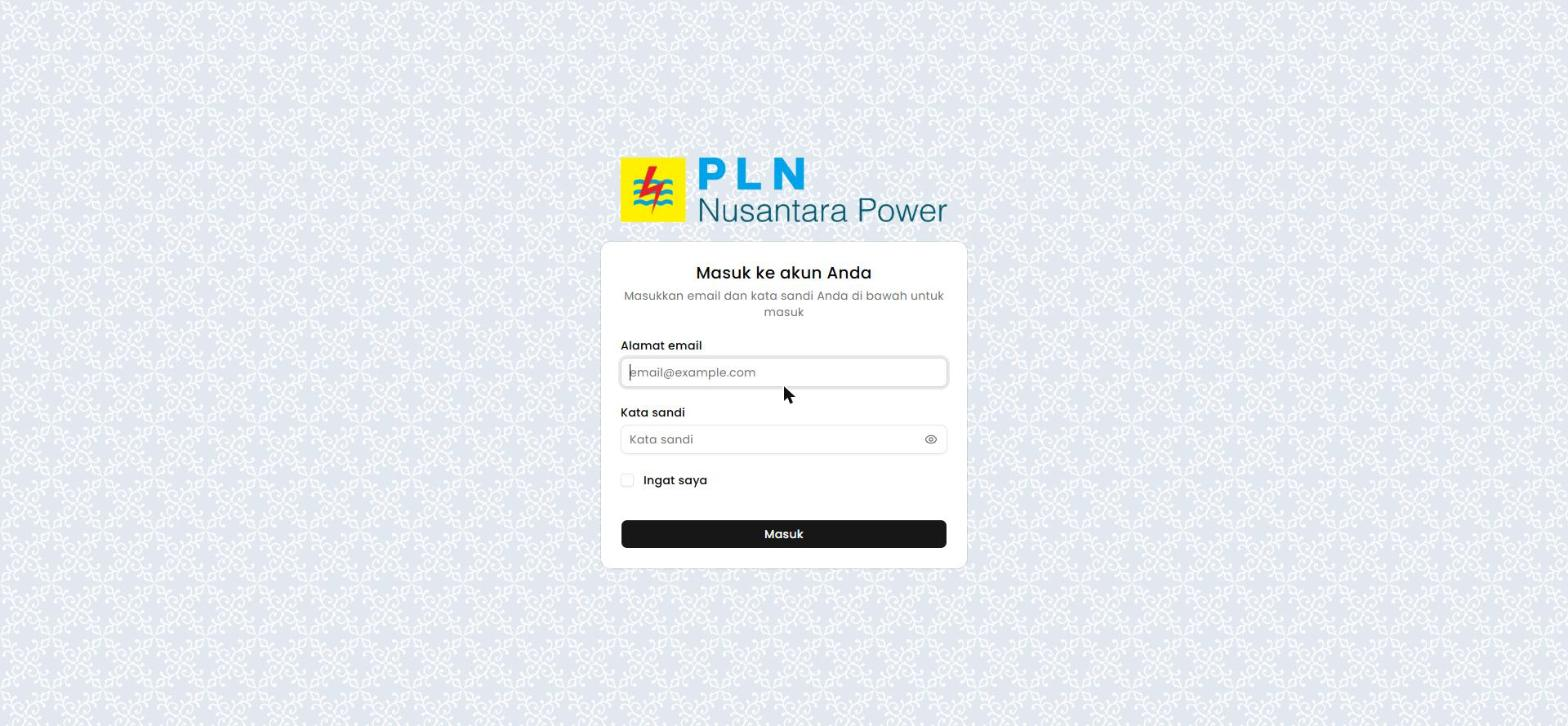 PLN
Nusantara Power
Masuk ke akun Anda
Masukkan email dan kata sandi Anda di bawah untuk
masuk
Alamat email
email@example.com
Kata sandi
Kata sandi
Ingat saya
Masuk